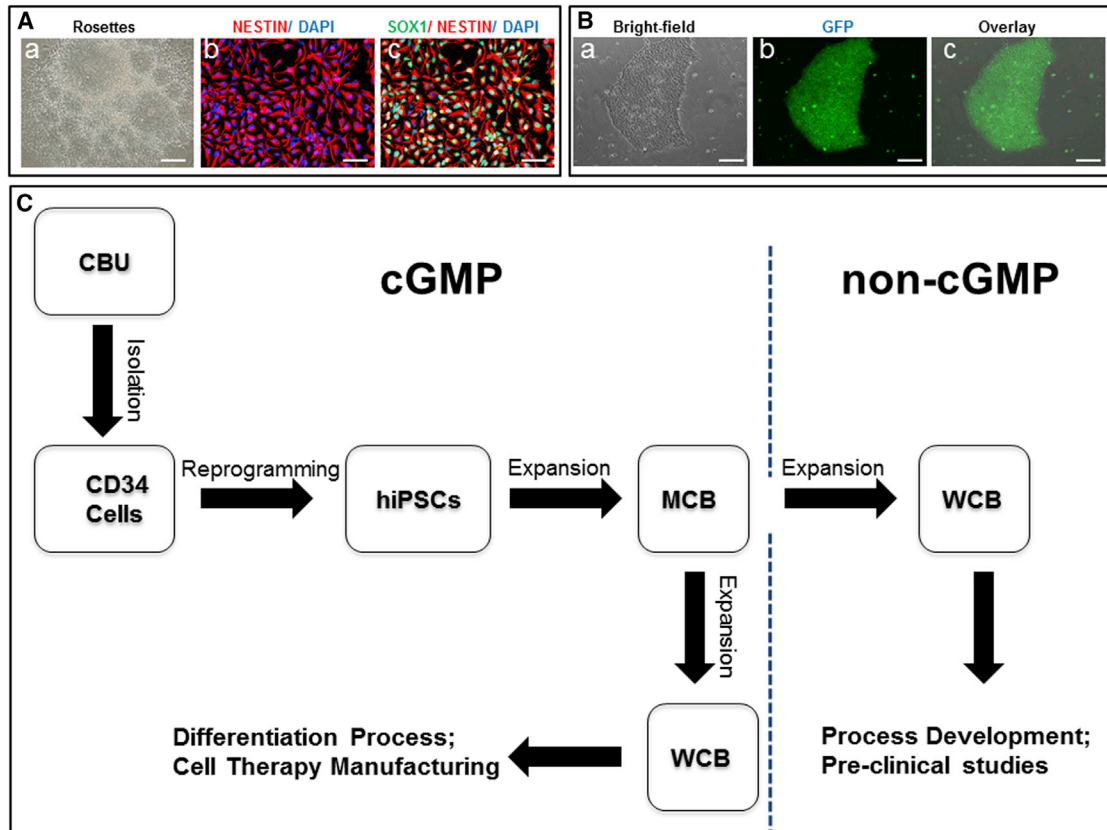 A
Rosettes
NESTIN/ DAPI
SOX1/ NESTIN/ DAPI
a
b
c
B
Bright-field
GFP
Overlay
a
b
c
C
CBU
cGMP
non-cGMP
Isolation
CD34
Cells
Reprogramming
hiPSCs
Expansion
MCB
Expansion
WCB
Expansion
WCB
Differentiation Process;
Cell Therapy Manufacturing
Process Development;
Pre-clinical studies